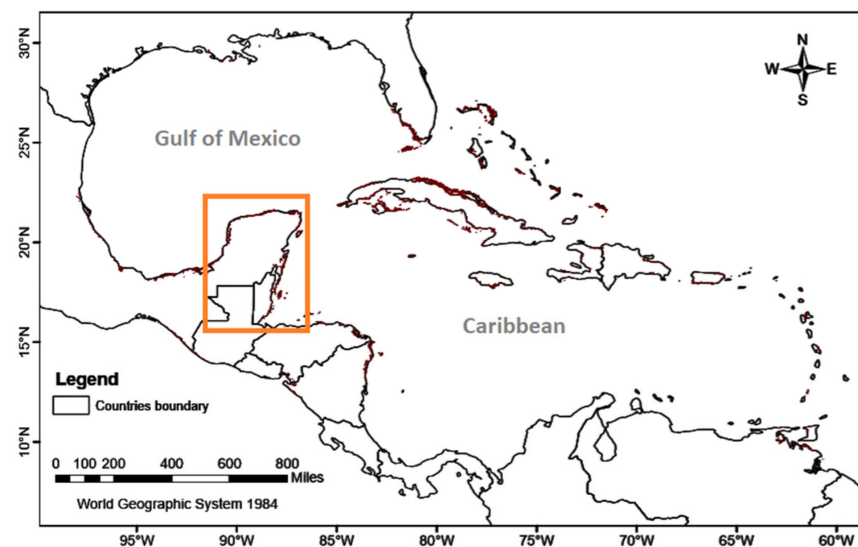 30°N
25°N
20°N
15°N
10°N
N
W E
S
Gulf of Mexico
Caribbean
Legend
Countries boundary
0 100 200 400 600 800
Miles
World Geographic System 1984
95°W 90°W 85°W 80°W 75°W 70°W 65°W 60°W